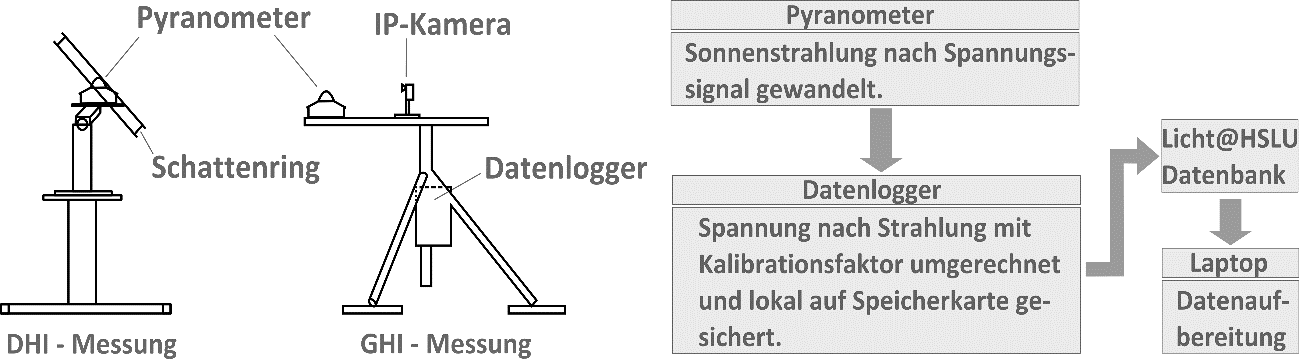 Pyranometer
IP-Kamera
Schattenring
Datenlogger
DHI - Messung
GHI - Messung
Pyranometer
Sonnenstrahlung nach Spannungs-
signal gewandelt.
Datenlogger
Spannung nach Strahlung mit
Kalibrationsfaktor umgerechnet
und lokal auf Speicherkarte ge-
sichert.
Licht@HSLU
Datenbank
Laptop
Datenauf-
bereitung